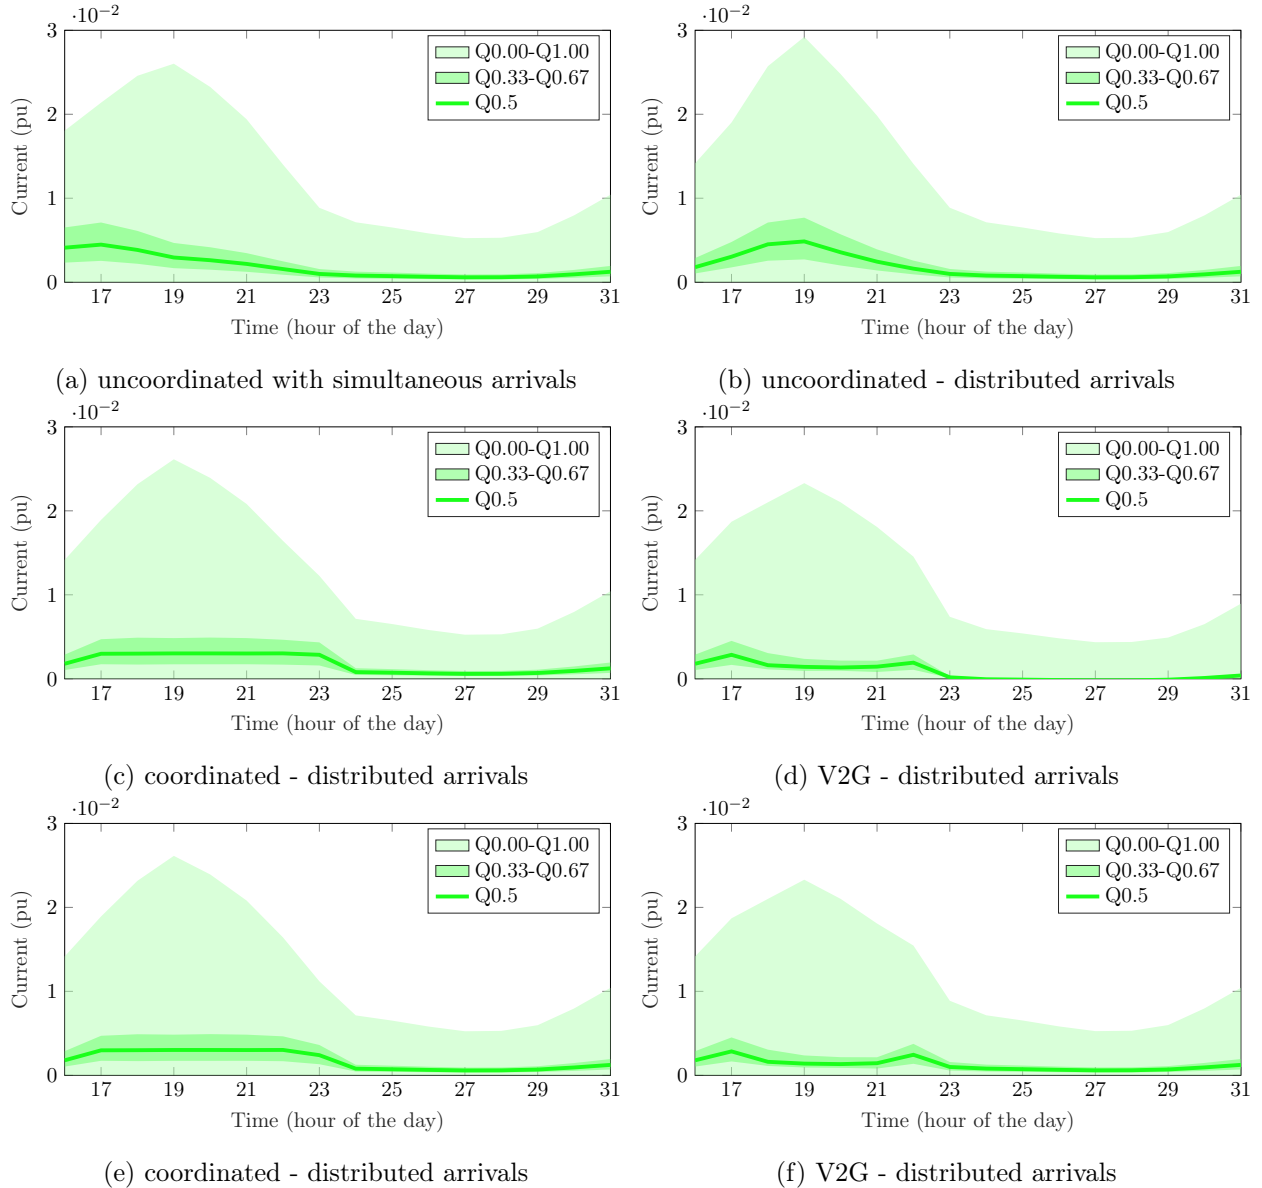 ·10⁻²
3
2
1
0
Current (pu)
Q0.00-Q1.00
Q0.33-Q0.67
Q0.5
17 19 21 23 25 27 29 31
Time (hour of the day)
(a) uncoordinated with simultaneous arrivals
·10⁻²
3
2
1
0
Current (pu)
Q0.00-Q1.00
Q0.33-Q0.67
Q0.5
17 19 21 23 25 27 29 31
Time (hour of the day)
(b) uncoordinated - distributed arrivals
·10⁻²
3
2
1
0
Current (pu)
Q0.00-Q1.00
Q0.33-Q0.67
Q0.5
17 19 21 23 25 27 29 31
Time (hour of the day)
(c) coordinated - distributed arrivals
·10⁻²
3
2
1
0
Current (pu)
Q0.00-Q1.00
Q0.33-Q0.67
Q0.5
17 19 21 23 25 27 29 31
Time (hour of the day)
(d) V2G - distributed arrivals
·10⁻²
3
2
1
0
Current (pu)
Q0.00-Q1.00
Q0.33-Q0.67
Q0.5
17 19 21 23 25 27 29 31
Time (hour of the day)
(e) coordinated - distributed arrivals
·10⁻²
3
2
1
0
Current (pu)
Q0.00-Q1.00
Q0.33-Q0.67
Q0.5
17 19 21 23 25 27 29 31
Time (hour of the day)
(f) V2G - distributed arrivals